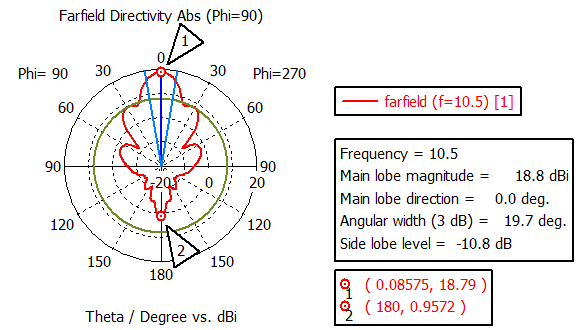 Farfield Directivity Abs (Phi=90)
1
0
Phi= 90
30
30
Phi=270
60
60
90
-20
0
20
90
120
120
150
150
180
2
Theta / Degree vs. dBi
farfield (f=10.5) [1]
Frequency = 10.5
Main lobe magnitude = 18.8 dBi
Main lobe direction = 0.0 deg.
Angular width (3 dB) = 19.7 deg.
Side lobe level = -10.8 dB
1 ( 0.08575, 18.79 )
2 ( 180, 0.9572 )